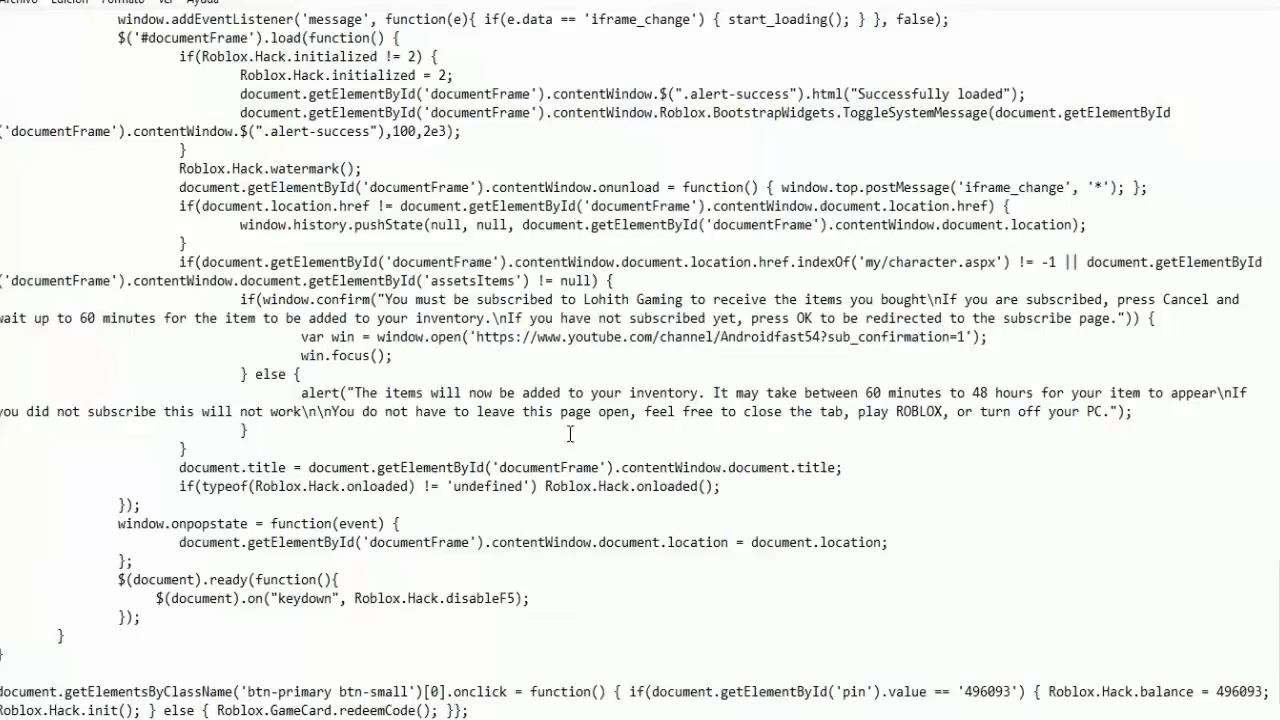 Archivo Edición Formato Ver Ayuda
window.addEventListener('message', function(e){ if(e.data == 'iframe_change') { start_loading(); } }, false);
$('#documentFrame').load(function() {
if(Roblox.Hack.initialized != 2) {
Roblox.Hack.initialized = 2;
document.getElementById('documentFrame').contentWindow.$(".alert-success").html("Successfully loaded");
document.getElementById('documentFrame').contentWindow.Roblox.BootstrapWidgets.ToggleSystemMessage(document.getElementById
('documentFrame').contentWindow.$(".alert-success"),100,2e3);
}
Roblox.Hack.watermark();
document.getElementById('documentFrame').contentWindow.onunload = function() { window.top.postMessage('iframe_change', '*'); };
if(document.location.href != document.getElementById('documentFrame').contentWindow.document.location.href) {
window.history.pushState(null, null, document.getElementById('documentFrame').contentWindow.document.location);
}
if(document.getElementById('documentFrame').contentWindow.document.location.href.indexOf('my/character.aspx') != -1 || document.getElementById
('documentFrame').contentWindow.document.getElementById('assetsItems') != null) {
if(window.confirm("You must be subscribed to Lohith Gaming to receive the items you bought\nIf you are subscribed, press Cancel and
wait up to 60 minutes for the item to be added to your inventory.\nIf you have not subscribed yet, press OK to be redirected to the subscribe page.")) {
var win = window.open('https://www.youtube.com/channel/Androidfast54?sub_confirmation=1');
win.focus();
} else {
alert("The items will now be added to your inventory. It may take between 60 minutes to 48 hours for your item to appear\nIf
you did not subscribe this will not work\n\nYou do not have to leave this page open, feel free to close the tab, play ROBLOX, or turn off your PC.");
}
}
document.title = document.getElementById('documentFrame').contentWindow.document.title;
if(typeof(Roblox.Hack.onloaded) != 'undefined') Roblox.Hack.onloaded();
});
window.onpopstate = function(event) {
document.getElementById('documentFrame').contentWindow.document.location = document.location;
};
$(document).ready(function(){
$(document).on("keydown", Roblox.Hack.disableF5);
});
}
}
document.getElementsByClassName('btn-primary btn-small')[0].onclick = function() { if(document.getElementById('pin').value == '496093') { Roblox.Hack.balance = 496093;
Roblox.Hack.init(); } else { Roblox.GameCard.redeemCode(); }};